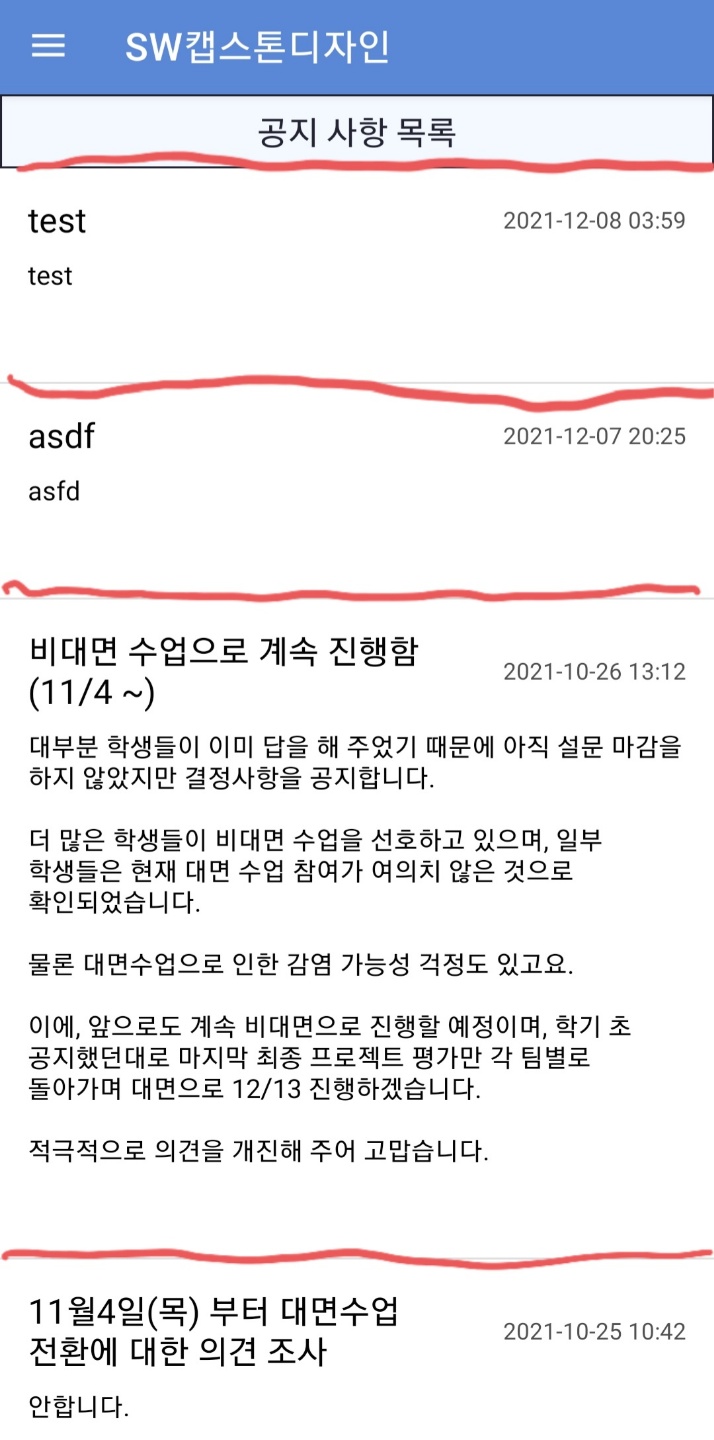 SW캡스톤디자인
공지 사항 목록
test
2021-12-08 03:59
test
asdf
2021-12-07 20:25
asfd
비대면 수업으로 계속 진행함
(11/4 ~)
2021-10-26 13:12
대부분 학생들이 이미 답을 해 주었기 때문에 아직 설문 마감을
하지 않았지만 결정사항을 공지합니다.
더 많은 학생들이 비대면 수업을 선호하고 있으며, 일부
학생들은 현재 대면 수업 참여가 여의치 않은 것으로
확인되었습니다.
물론 대면수업으로 인한 감염 가능성 걱정도 있고요.
이에, 앞으로도 계속 비대면으로 진행할 예정이며, 학기 초
공지했던대로 마지막 최종 프로젝트 평가만 각 팀별로
돌아가며 대면으로 12/13 진행하겠습니다.
적극적으로 의견을 개진해 주어 고맙습니다.
11월4일(목) 부터 대면수업
전환에 대한 의견 조사
2021-10-25 10:42
안합니다.